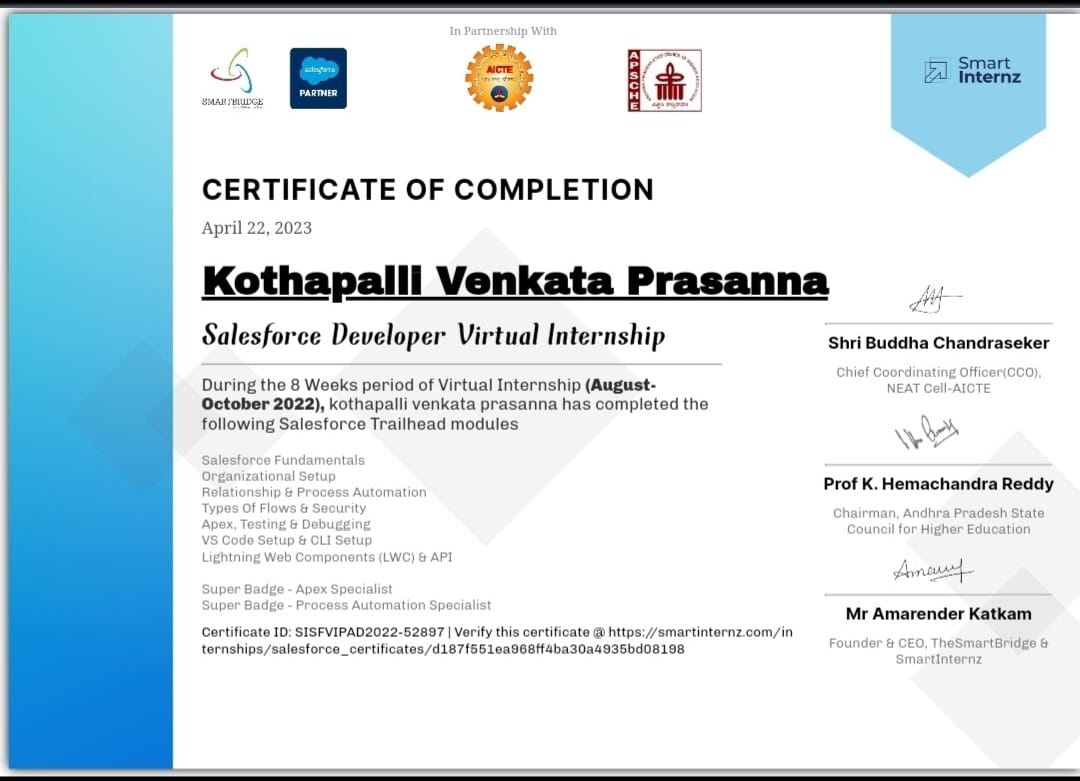 In Partnership With
SMARTBRIDGE
salesforce
PARTNER
AICTE
APSCHE
Smart
Internz
CERTIFICATE OF COMPLETION
April 22, 2023
Kothapalli Venkata Prasanna
Salesforce Developer Virtual Internship
During the 8 Weeks period of Virtual Internship (August-
October 2022), kothapalli venkata prasanna has completed the
following Salesforce Trailhead modules
Salesforce Fundamentals
Organizational Setup
Relationship & Process Automation
Types Of Flows & Security
Apex, Testing & Debugging
VS Code Setup & CLI Setup
Lightning Web Components (LWC) & API
Super Badge - Apex Specialist
Super Badge - Process Automation Specialist
Certificate ID: SISFVIPAD2022-52897 | Verify this certificate @ https://smartinternz.com/in
ternships/salesforce_certificates/d187f551ea968ff4ba30a4935bd08198
Shri Buddha Chandraseker
Chief Coordinating Officer(CCO),
NEAT Cell-AICTE
Prof K. Hemachandra Reddy
Chairman, Andhra Pradesh State
Council for Higher Education
Mr Amarender Katkam
Founder & CEO, TheSmartBridge &
SmartInternz